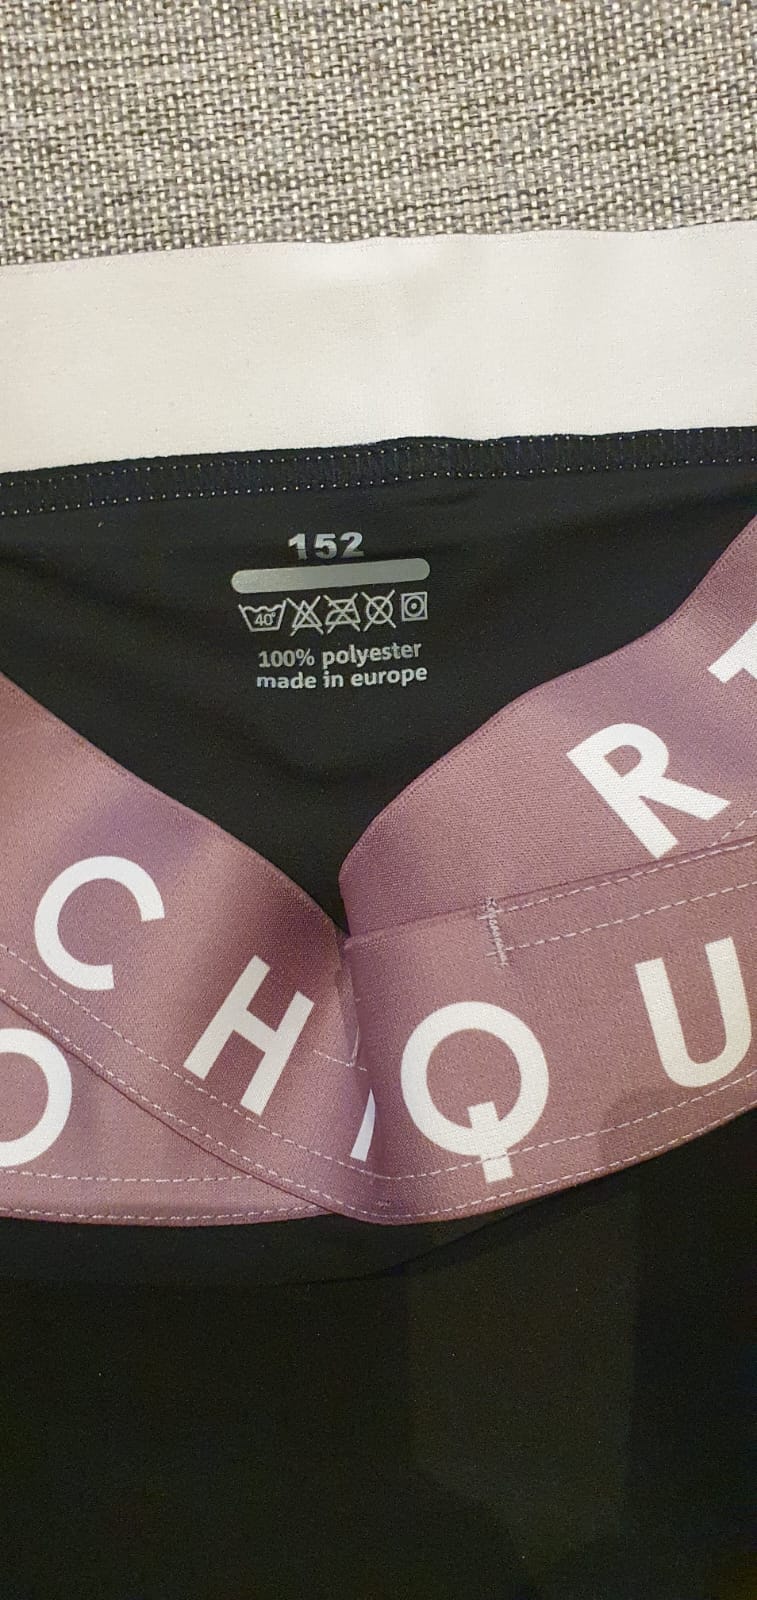 152
40°
100% polyester
made in europe
R
C H
Q U